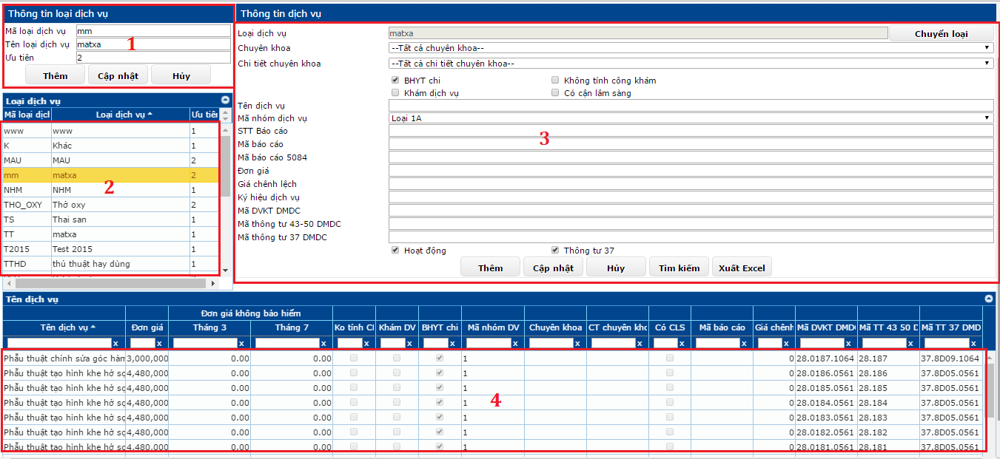 Thông tin loại dịch vụ
Mã loại dịch vụ mm
Tên loại dịch vụ matxa
Ưu tiên 2
1
Thêm Cập nhật Hủy
Loại dịch vụ
Mã loại dịch Loại dịch vụ Ưu tiên
www www 1
K Khác 1
MAU MAU 2
mm matxa 2
2
NHM NHM 1
THO_OXY Thở oxy 2
TS Thai san 1
TT matxa 1
T2015 Test 2015 1
TTHD thủ thuật hay dùng 1
Thông tin dịch vụ
Loại dịch vụ matxa Chuyển loại
Chuyên khoa --Tất cả chuyên khoa--
Chi tiết chuyên khoa --Tất cả chi tiết chuyên khoa--
BHYT chi Không tính công khám
Khám dịch vụ Có cận lâm sàng
Tên dịch vụ
Mã nhóm dịch vụ Loại 1A
STT Báo cáo
3
Mã báo cáo
Mã báo cáo 5084
Đơn giá
Giá chênh lệch
Ký hiệu dịch vụ
Mã DVKT DMDC
Mã thông tư 43-50 DMDC
Mã thông tư 37 DMDC
Hoạt động Thông tư 37
Thêm Cập nhật Hủy Tìm kiếm Xuất Excel
Tên dịch vụ
Đơn giá không bảo hiểm
Tên dịch vụ Đơn giá Tháng 3 Tháng 7 Ko tính Cl Khám DV BHYT chi Mã nhóm DV Chuyên khoa CT chuyên kho Có CLS Mã báo cáo Giá chênh Mã DVKT DMDC Mã TT 43 50 D Mã TT 37 DMD
x x x x x x x x x x x x x x x x
Phẫu thuật chỉnh sửa góc hàm 3,000,000 0.00 0.00 1 0 28.0187.1064 28.187 37.8D09.1064
Phẫu thuật tạo hình khe hở sọ 4,480,000 0.00 0.00 1 0 28.0186.0561 28.186 37.8D05.0561
Phẫu thuật tạo hình khe hở sọ 4,480,000 0.00 0.00 1 0 28.0185.0561 28.185 37.8D05.0561
Phẫu thuật tạo hình khe hở sọ 4,480,000 0.00 0.00 1 0 28.0184.0561 28.184 37.8D05.0561
4
Phẫu thuật tạo hình khe hở sọ 4,480,000 0.00 0.00 1 0 28.0183.0561 28.183 37.8D05.0561
Phẫu thuật tạo hình khe hở sọ 4,480,000 0.00 0.00 1 0 28.0182.0561 28.182 37.8D05.0561
Phẫu thuật tạo hình khe hở sọ 4,480,000 0.00 0.00 1 0 28.0181.0561 28.181 37.8D05.0561